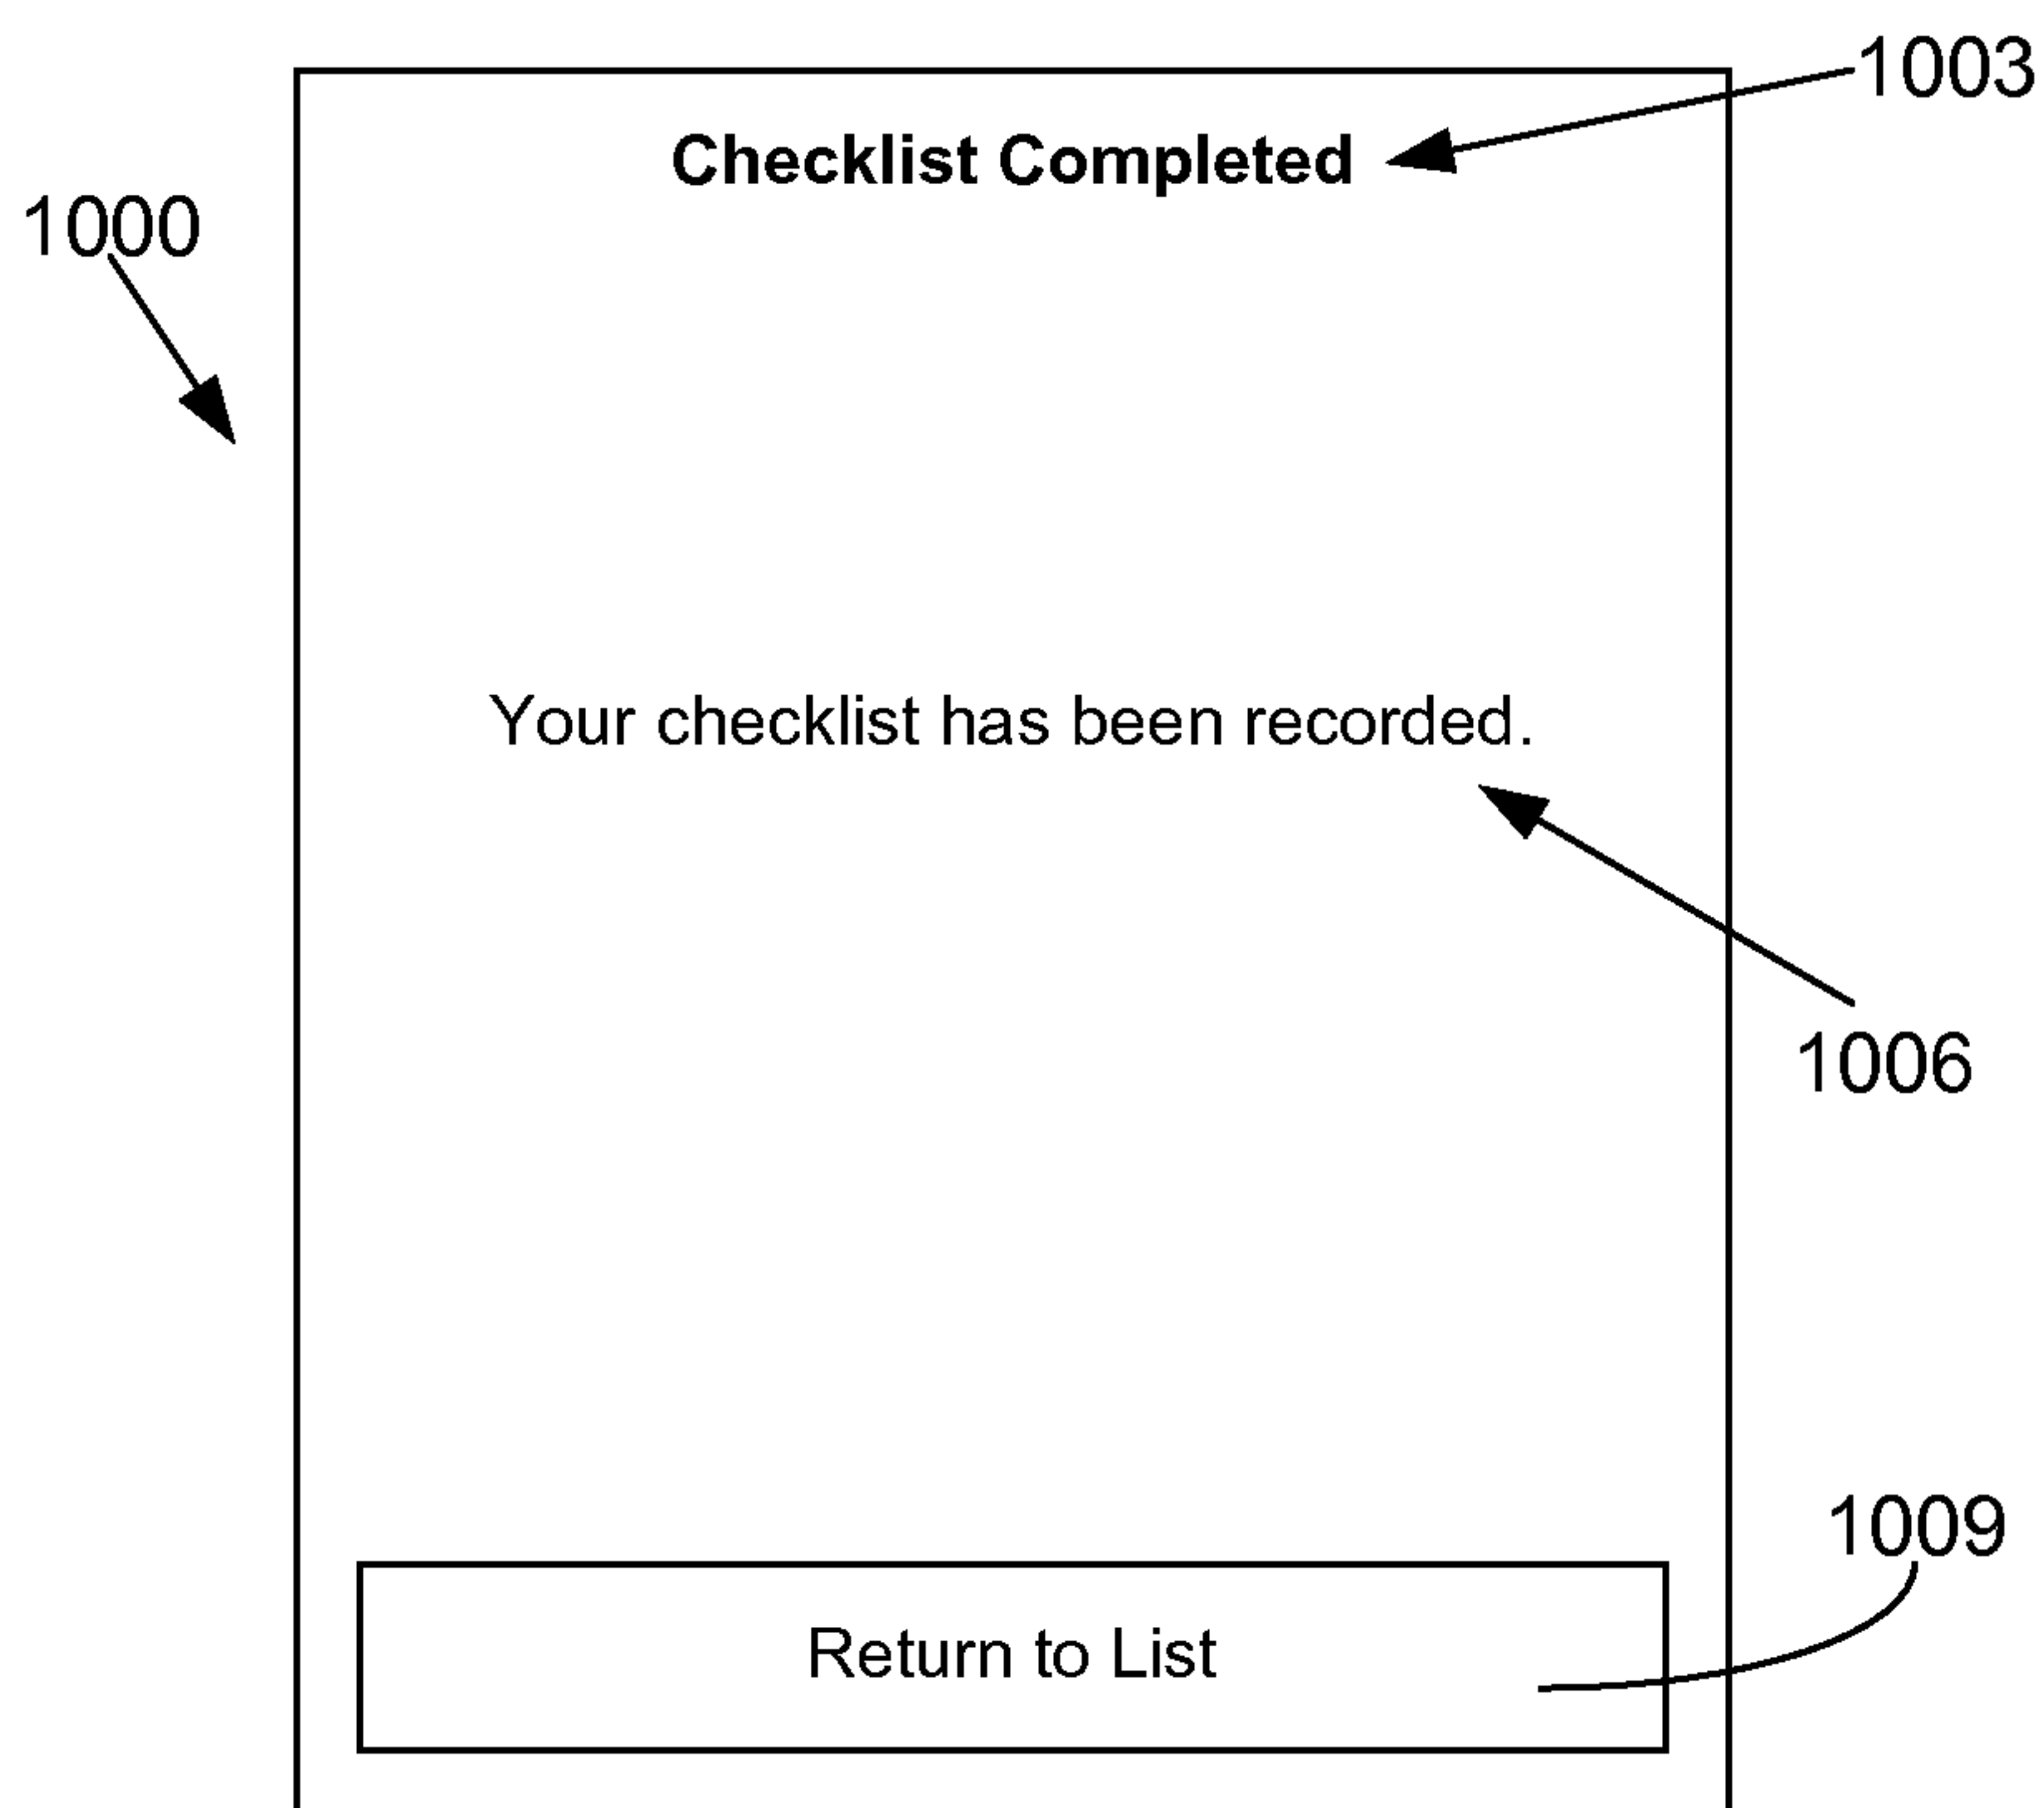 1003
Checklist Completed
1000
Your checklist has been recorded.
1006
1009
Return to List